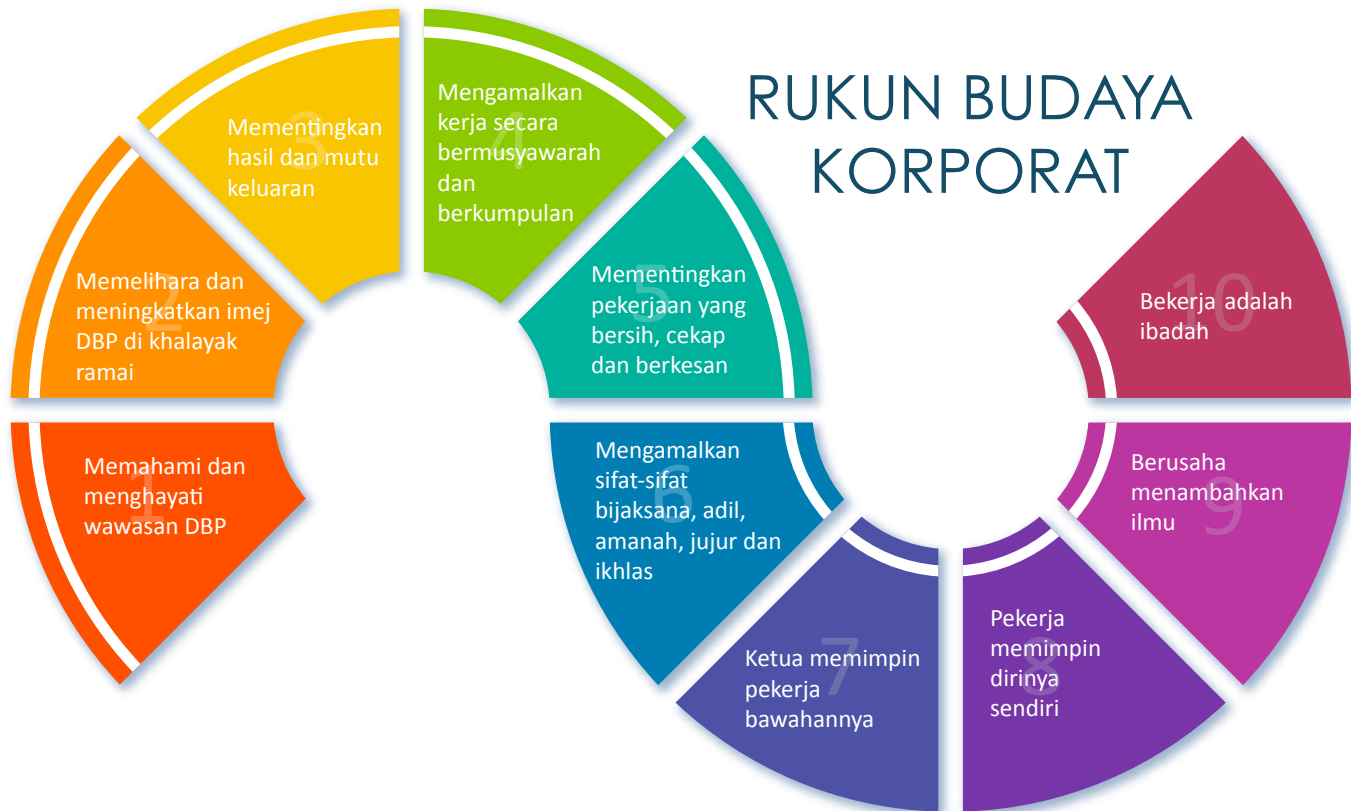 RUKUN BUDAYA
KORPORAT
1
Memahami dan
menghayati
wawasan DBP
2
Memelihara dan
meningkatkan imej
DBP di khalayak
ramai
3
Mementingkan
hasil dan mutu
keluaran
4
Mengamalkan
kerja secara
bermusyawarah
dan
berkumpulan
5
Mementingkan
pekerjaan yang
bersih, cekap
dan berkesan
6
Mengamalkan
sifat-sifat
bijaksana, adil,
amanah, jujur dan
ikhlas
7
Ketua memimpin
pekerja
bawahannya
8
Pekerja
memimpin
dirinya
sendiri
9
Berusaha
menambahkan
ilmu
10
Bekerja adalah
ibadah